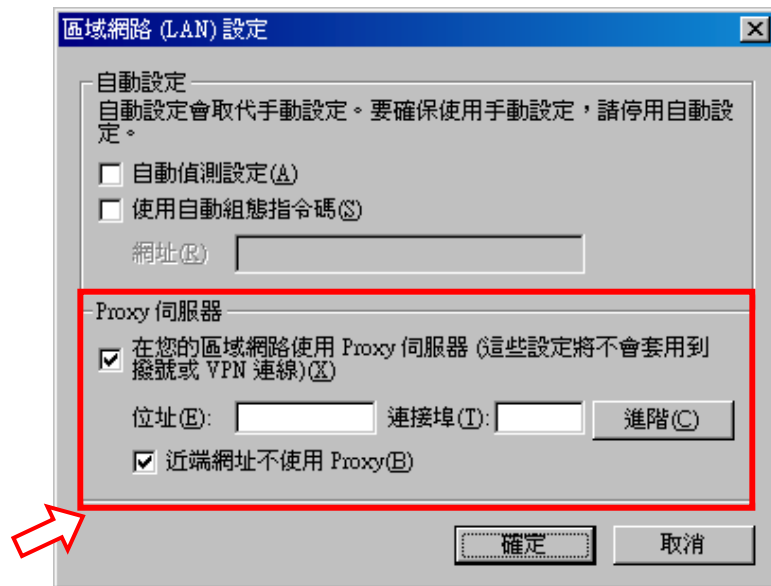 區域網路 (LAN) 設定
自動設定
自動設定會取代手動設定。要確保使用手動設定，請停用自動設
定。
自動偵測設定(A)
使用自動組態指令碼(S)
網址(R)
Proxy 伺服器
在您的區域網路使用 Proxy 伺服器 (這些設定將不會套用到
撥號或 VPN 連線)(X)
位址(E): 連接埠(T): 進階(C)
近端網址不使用 Proxy(B)
確定 取消